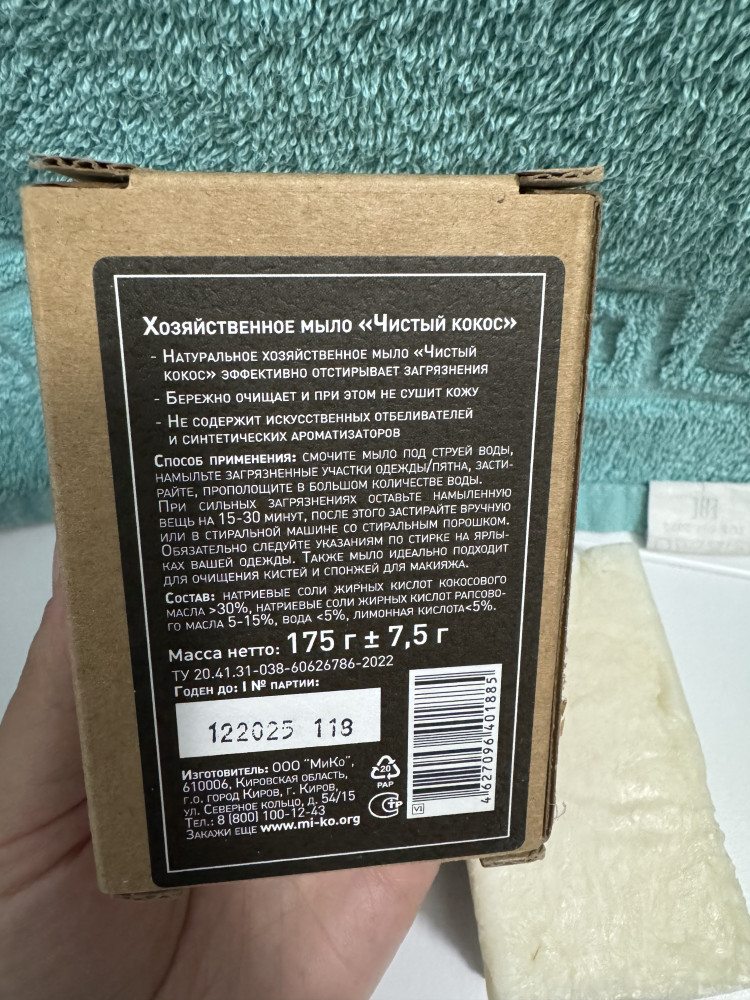 Хозяйственное мыло «Чистый кокос»
- Натуральное хозяйственное мыло «Чистый
кокос» эффективно отстирывает загрязнения
- Бережно очищает и при этом не сушит кожу
- Не содержит искусственных отбеливателей
и синтетических ароматизаторов
Способ применения: смочите мыло под струей воды,
намыльте загрязненные участки одежды/пятна, засти-
райте, прополощите в большом количестве воды.
При сильных загрязнениях оставьте намыленную
вещь на 15-30 минут, после этого застирайте вручную
или в стиральной машине со стиральным порошком.
Обязательно следуйте указаниям по стирке на ярлы-
ках вашей одежды. Также мыло идеально подходит
для очищения кистей и спонжей для макияжа.
Состав: натриевые соли жирных кислот кокосового
масла >30%, натриевые соли жирных кислот рапсово-
го масла 5-15%, вода <5%, лимонная кислота<5%.
Масса нетто: 175 г ± 7,5 г
ТУ 20.41.31-038-60626786-2022
Годен до: I № партии:
122025 118
Изготовитель: ООО "МиКо",
610006, Кировская область,
г.о. город Киров, г. Киров,
ул. Северное кольцо, д. 54/15
Тел.: 8 (800) 100-12-43
Закажи еще www.mi-ko.org
20
PAP
VI
4 627096 401885